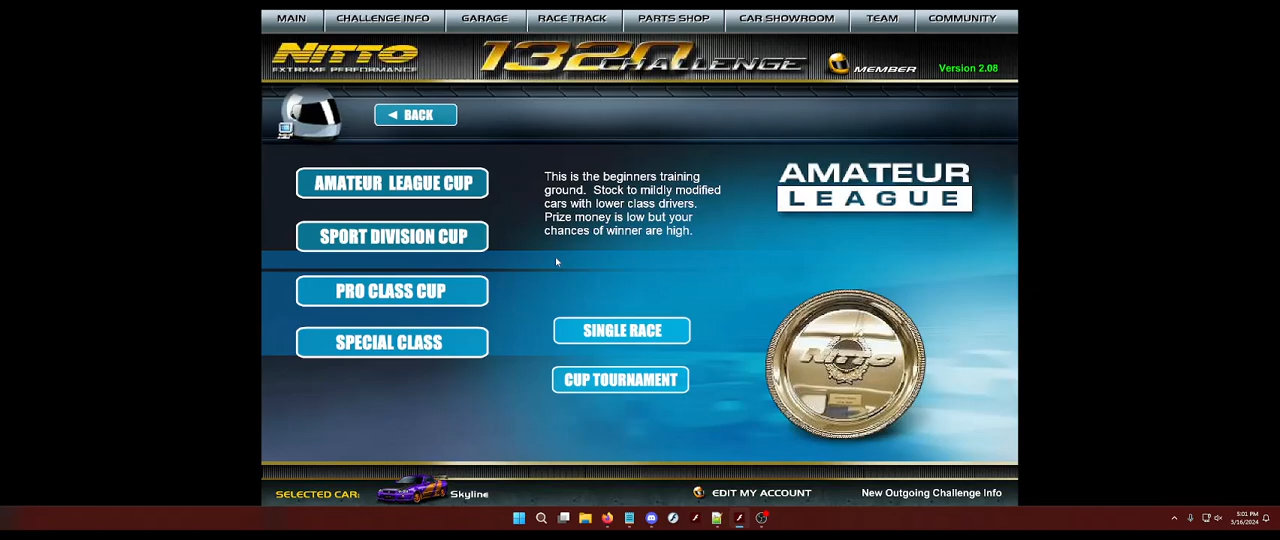 MAIN CHALLENGE INFO GARAGE RACE TRACK PARTS SHOP CAR SHOWROOM TEAM COMMUNITY
NITTO 1320 CHALLENGE MEMBER Version 2.08
EXTREME PERFORMANCE
BACK
AMATEUR LEAGUE CUP
SPORT DIVISION CUP
PRO CLASS CUP
SPECIAL CLASS
This is the beginners training
ground. Stock to mildly modified
cars with lower class drivers.
Prize money is low but your
chances of winner are high.
SINGLE RACE
CUP TOURNAMENT
AMATEUR
LEAGUE
NITTO
SELECTED CAR: Skyline EDIT MY ACCOUNT New Outgoing Challenge Info
5:01 PM
3/16/2024